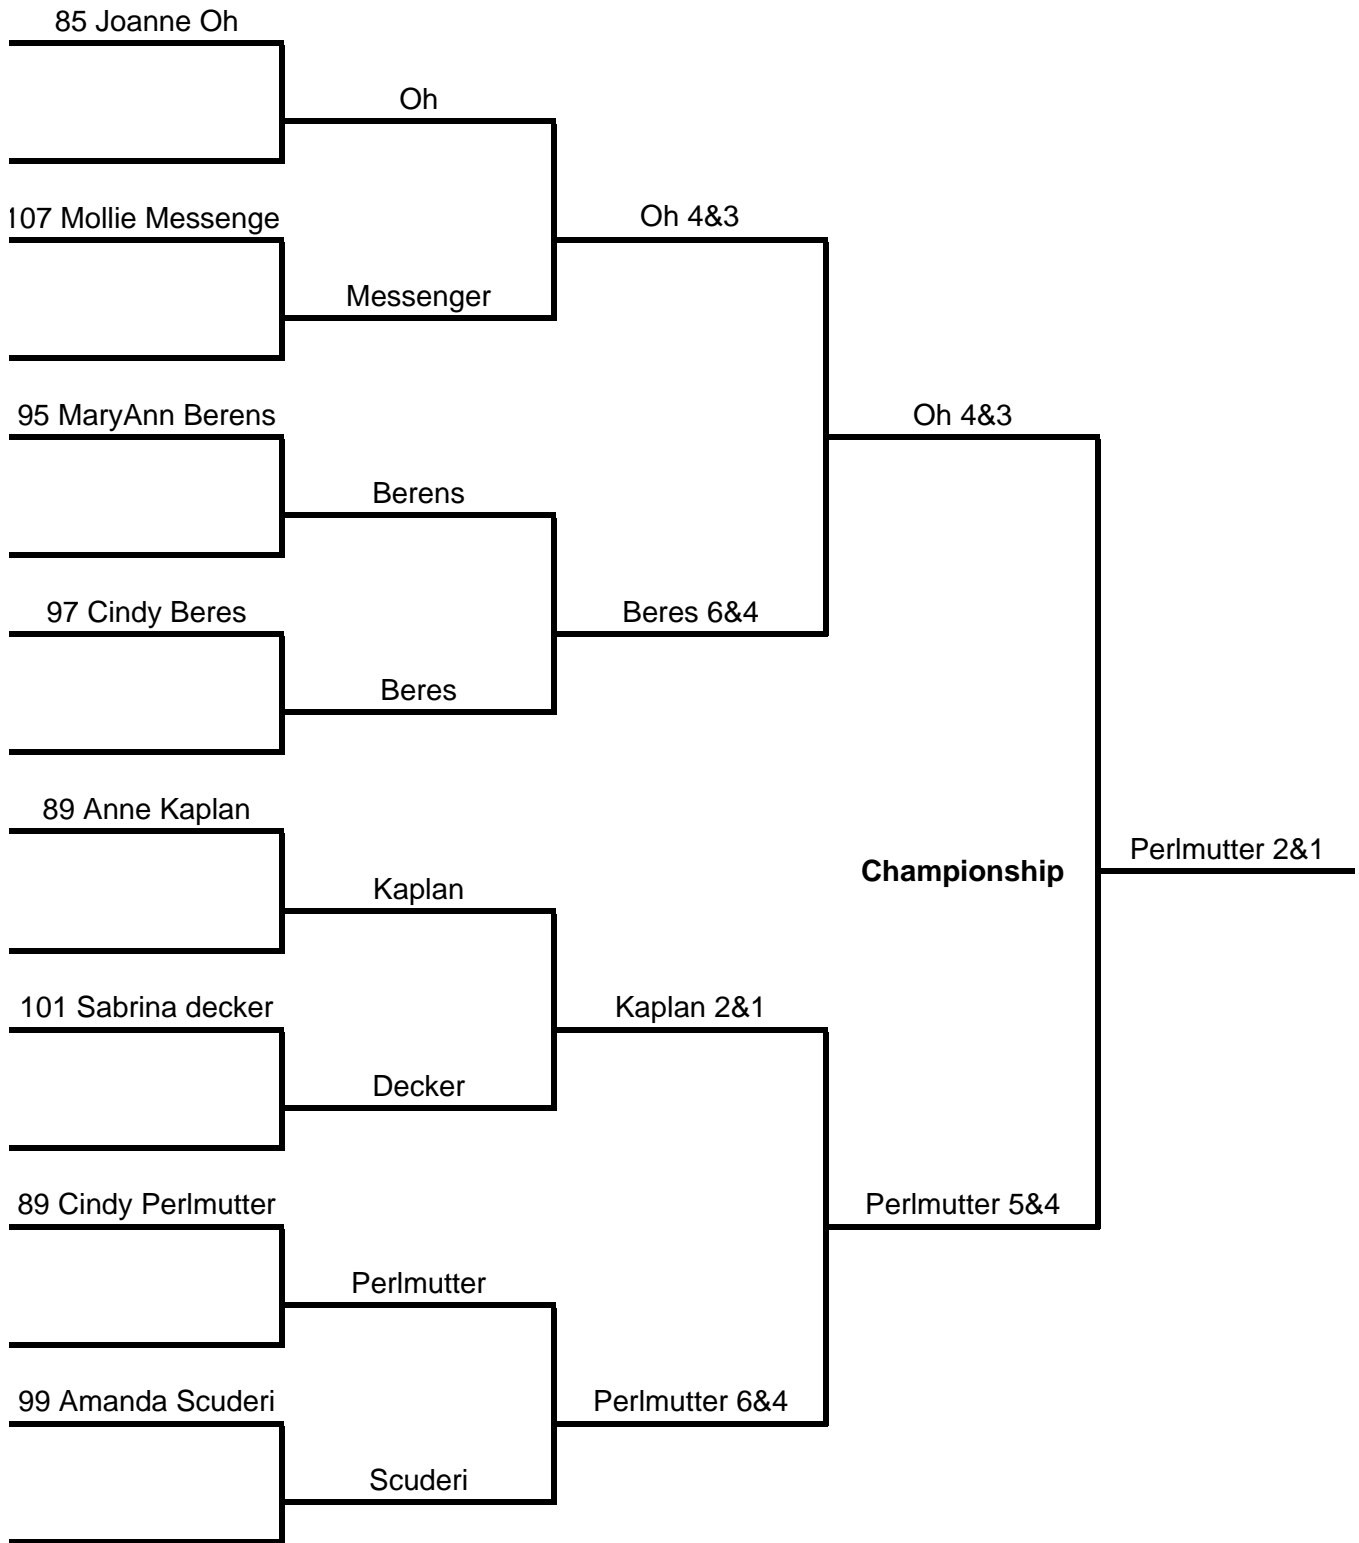 85 Joanne Oh
Oh
107 Mollie Messenge
Oh 4&3
Messenger
95 MaryAnn Berens
Oh 4&3
Berens
97 Cindy Beres
Beres 6&4
Beres
89 Anne Kaplan
Perlmutter 2&1
Championship
Kaplan
101 Sabrina decker
Kaplan 2&1
Decker
89 Cindy Perlmutter
Perlmutter 5&4
Perlmutter
99 Amanda Scuderi
Perlmutter 6&4
Scuderi